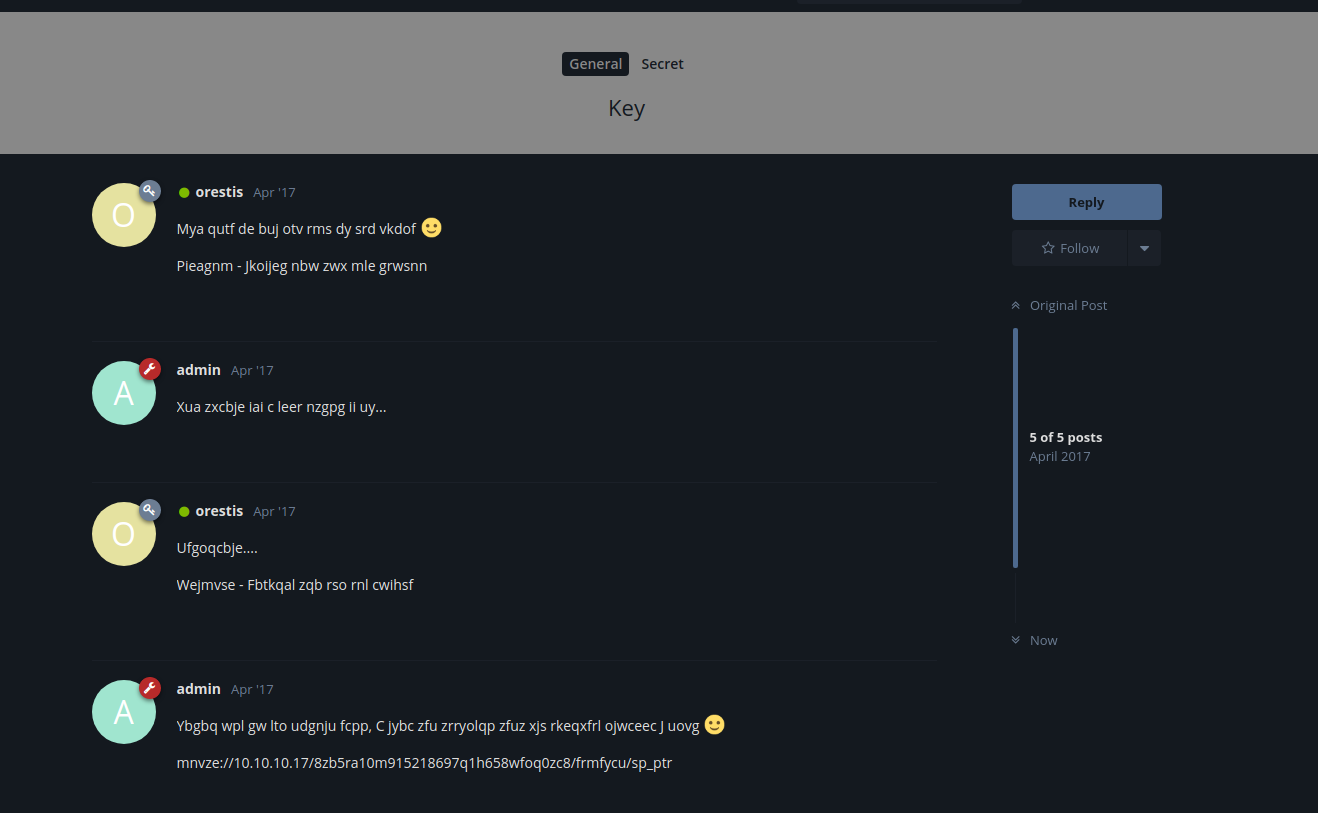 General Secret
Key
orestis Apr '17
Mya qutf de buj otv rms dy srd vkdof 🙂
Pieagnm - Jkoijeg nbw zwx mle grwsnn
Reply
Follow
Original Post
5 of 5 posts
April 2017
Now
A
admin Apr '17
Xua zxcbje iai c leer nzgpg ii uy...
O
orestis Apr '17
Ufgoqcbje....
Wejmvse - Fbtkqal zqb rso rnl cwihsf
A
admin Apr '17
Ybgbq wpl gw lto udgnju fcpp, C jybc zfu zrryolqp zfuz xjs rkeqxfrl ojwceec J uovg 🙂
mnvze://10.10.10.17/8zb5ra10m915218697q1h658wfoq0zc8/frmfycu/sp_ptr